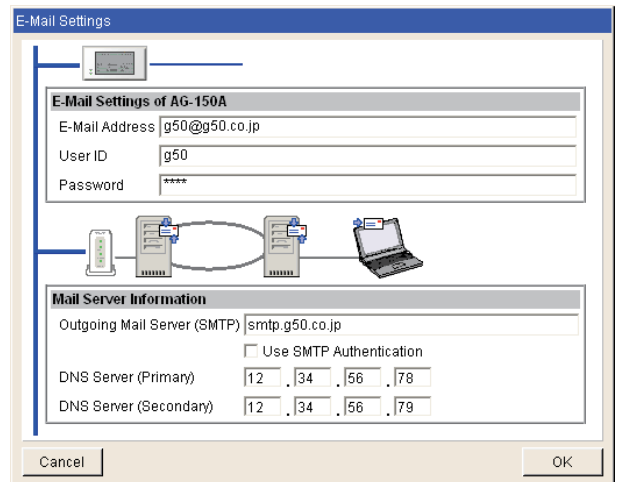 E-Mail Settings
E-Mail Settings of AG-150A
E-Mail Address g50@g50.co.jp
User ID g50
Password ****
Mail Server Information
Outgoing Mail Server (SMTP) smtp.g50.co.jp
Use SMTP Authentication
DNS Server (Primary) 12 . 34 . 56 . 78
DNS Server (Secondary) 12 . 34 . 56 . 79
Cancel OK